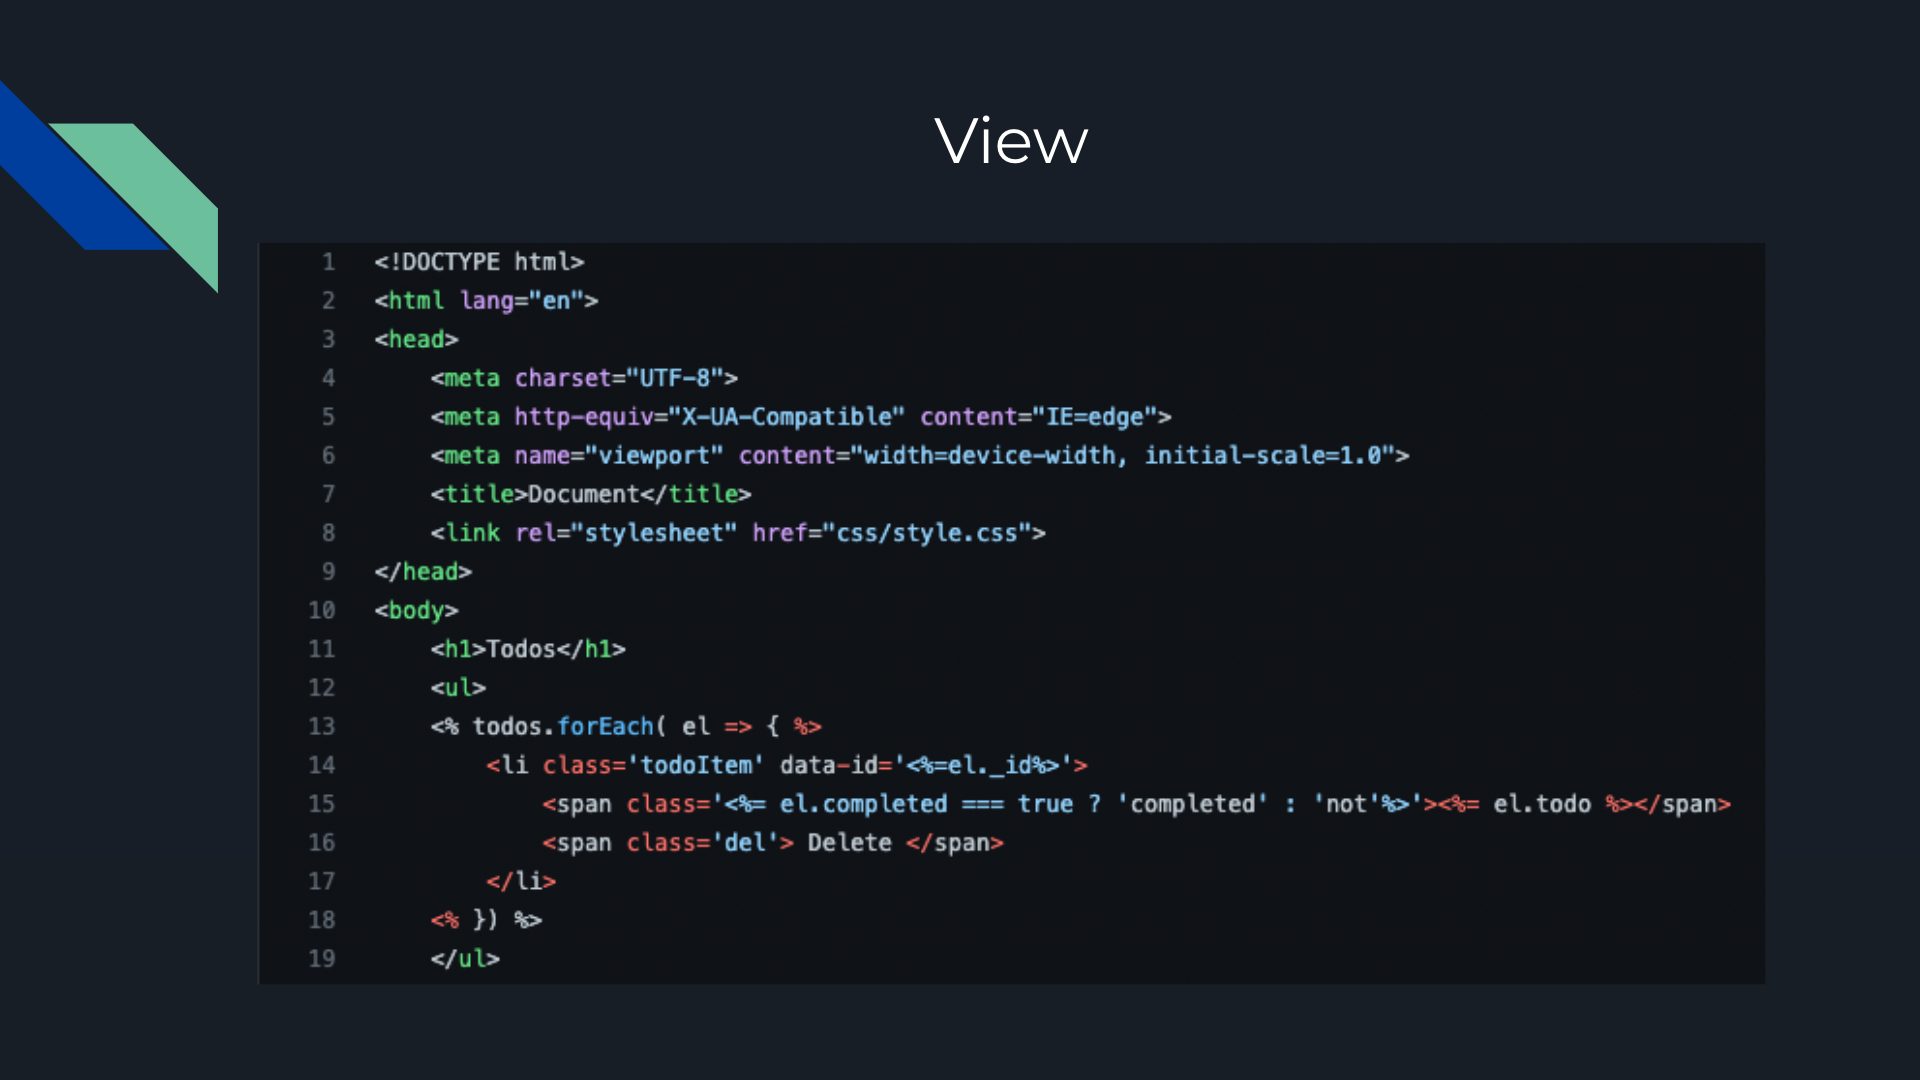 View
1 <!DOCTYPE html>
2 <html lang="en">
3 <head>
4     <meta charset="UTF-8">
5     <meta http-equiv="X-UA-Compatible" content="IE=edge">
6     <meta name="viewport" content="width=device-width, initial-scale=1.0">
7     <title>Document</title>
8     <link rel="stylesheet" href="css/style.css">
9 </head>
10 <body>
11     <h1>Todos</h1>
12     <ul>
13     <% todos.forEach( el => { %>
14         <li class='todoItem' data-id='<%=el._id%>'>
15             <span class='<%= el.completed === true ? 'completed' : 'not'%>'><%= el.todo %></span>
16             <span class='del'> Delete </span>
17         </li>
18     <% }) %>
19     </ul>